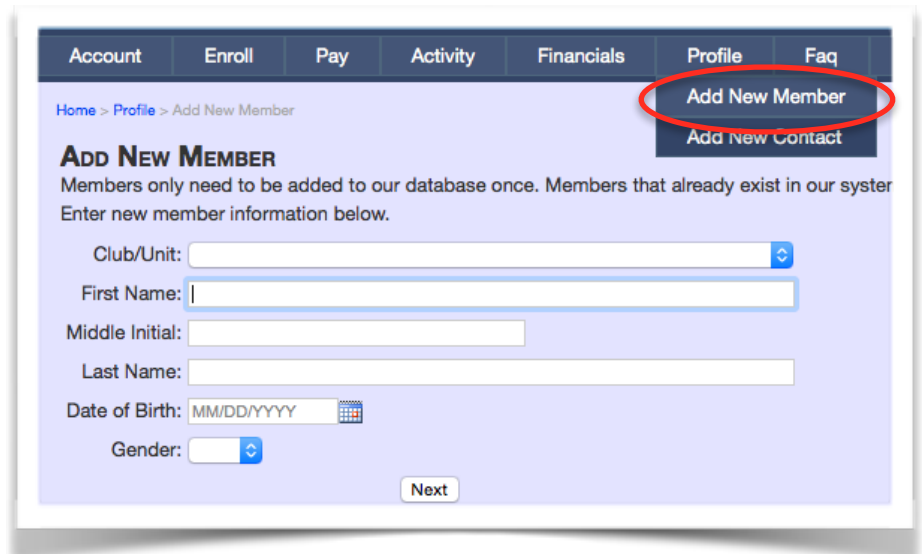 Account Enroll Pay Activity Financials Profile Faq
Add New Member
Add New Contact
Home > Profile > Add New Member
ADD NEW MEMBER
Members only need to be added to our database once. Members that already exist in our syster
Enter new member information below.
Club/Unit:
First Name:
Middle Initial:
Last Name:
Date of Birth: MM/DD/YYYY
Gender:
Next